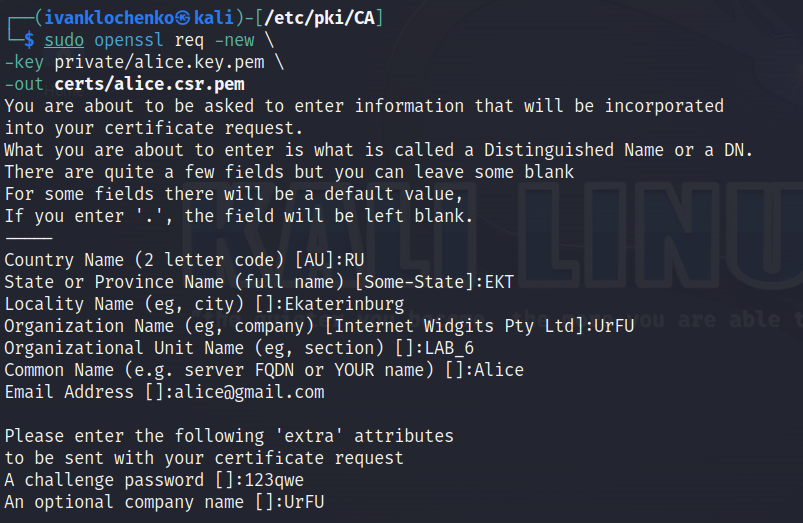 ┌──(ivanklochenko㉿kali)-[/etc/pki/CA]
└─$ sudo openssl req -new \
-key private/alice.key.pem \
-out certs/alice.csr.pem
You are about to be asked to enter information that will be incorporated
into your certificate request.
What you are about to enter is what is called a Distinguished Name or a DN.
There are quite a few fields but you can leave some blank
For some fields there will be a default value,
If you enter '.', the field will be left blank.
-----
Country Name (2 letter code) [AU]:RU
State or Province Name (full name) [Some-State]:EKT
Locality Name (eg, city) []:Ekaterinburg
Organization Name (eg, company) [Internet Widgits Pty Ltd]:UrFU
Organizational Unit Name (eg, section) []:LAB_6
Common Name (e.g. server FQDN or YOUR name) []:Alice
Email Address []:alice@gmail.com

Please enter the following 'extra' attributes
to be sent with your certificate request
A challenge password []:123qwe
An optional company name []:UrFU
KALI LINU